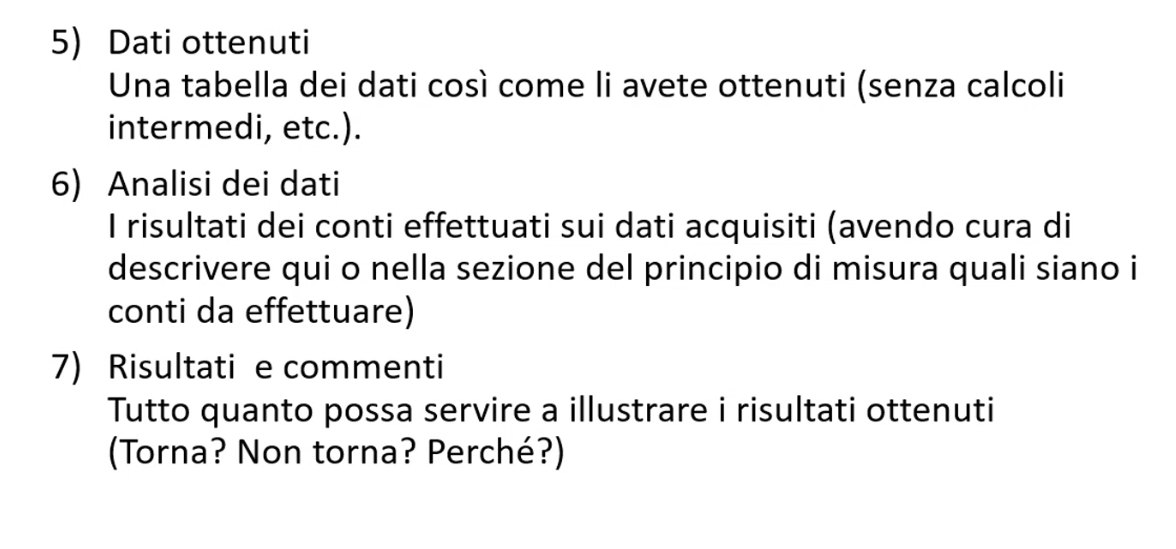 5) Dati ottenuti
Una tabella dei dati così come li avete ottenuti (senza calcoli
intermedi, etc.).
6) Analisi dei dati
I risultati dei conti effettuati sui dati acquisiti (avendo cura di
descrivere qui o nella sezione del principio di misura quali siano i
conti da effettuare)
7) Risultati e commenti
Tutto quanto possa servire a illustrare i risultati ottenuti
(Torna? Non torna? Perché?)